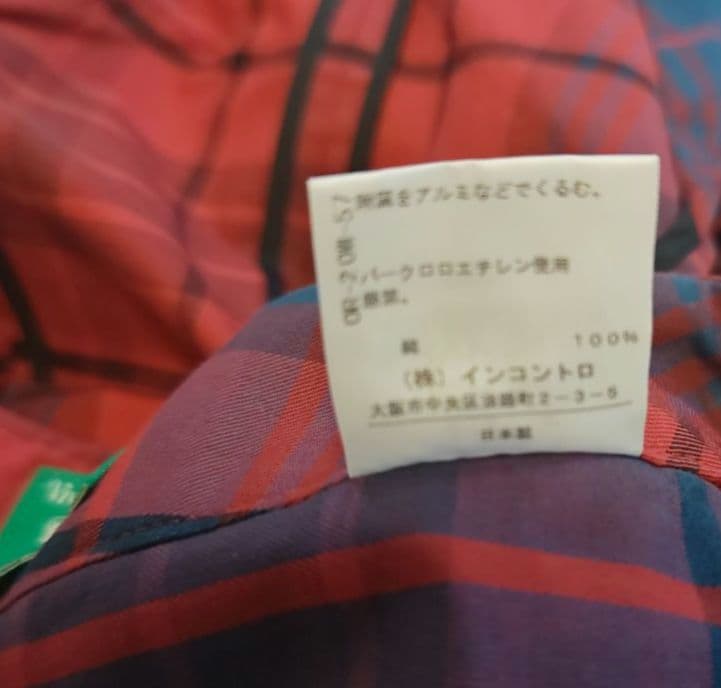 をアルミなどでくるむ。
パークロロエチレン使用
禁。
綿 100%
(株) インコントロ
大阪市中央区淡路町2-3-5
日本製